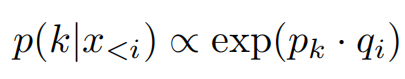 p(k|x_{<i}) ∝ exp(p_k · q_i)